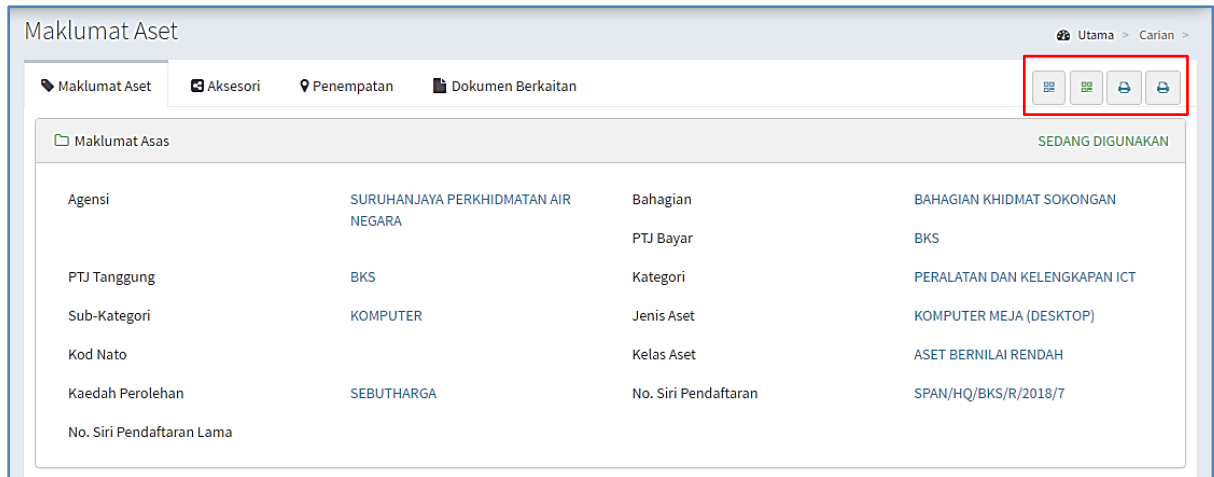 Maklumat Aset
Utama > Carian >
Maklumat Aset Aksesori Penempatan Dokumen Berkaitan
Maklumat Asas SEDANG DIGUNAKAN
Agensi SURUHANJAYA PERKHIDMATAN AIR NEGARA Bahagian BAHAGIAN KHIDMAT SOKONGAN
PTJ Bayar BKS
PTJ Tanggung BKS Kategori PERALATAN DAN KELENGKAPAN ICT
Sub-Kategori KOMPUTER Jenis Aset KOMPUTER MEJA (DESKTOP)
Kod Nato Kelas Aset ASET BERNILAI RENDAH
Kaedah Perolehan SEBUTHARGA No. Siri Pendaftaran SPAN/HQ/BKS/R/2018/7
No. Siri Pendaftaran Lama